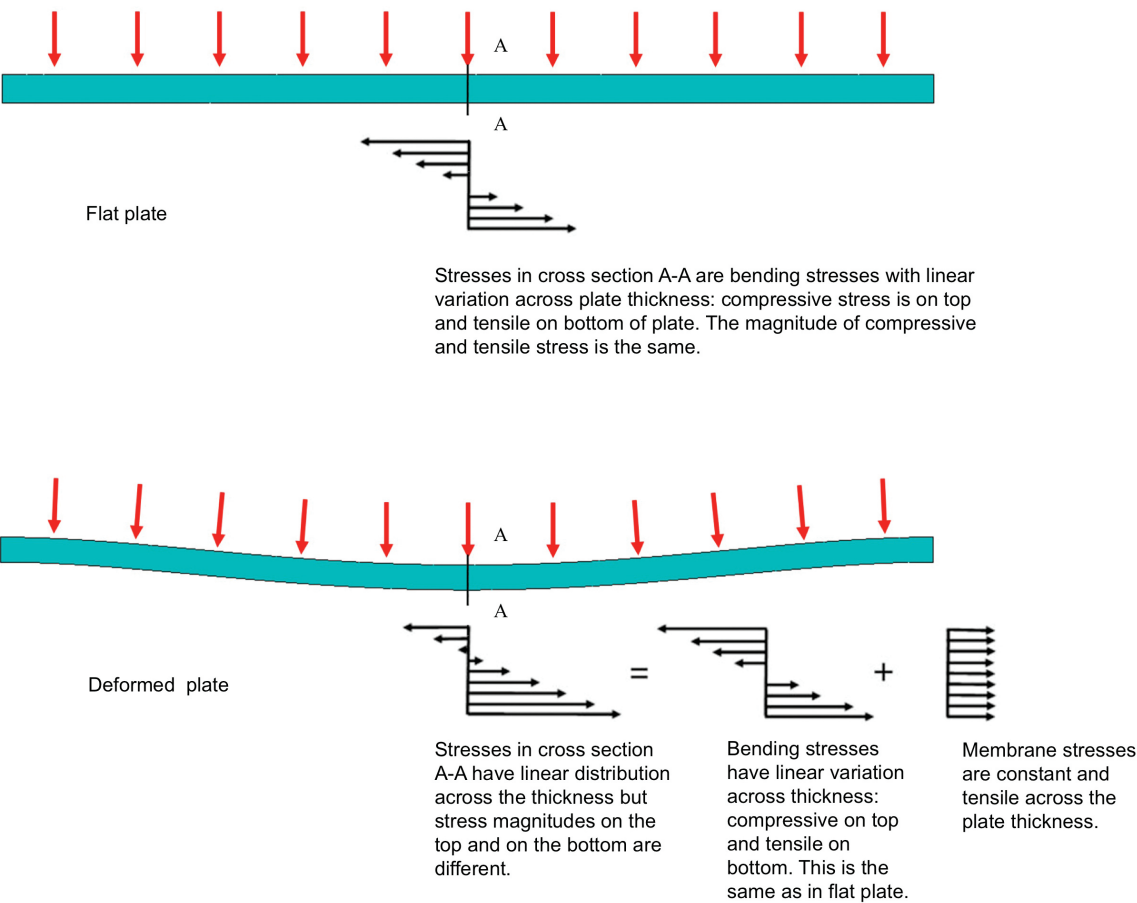 A
A
Flat plate
Stresses in cross section A-A are bending stresses with linear
variation across plate thickness: compressive stress is on top
and tensile on bottom of plate. The magnitude of compressive
and tensile stress is the same.
A
A
Deformed plate
=
+
Stresses in cross section
A-A have linear distribution
across the thickness but
stress magnitudes on the
top and on the bottom are
different.
Bending stresses
have linear variation
across thickness:
compressive on top
and tensile on
bottom. This is the
same as in flat plate.
Membrane stresses
are constant and
tensile across the
plate thickness.